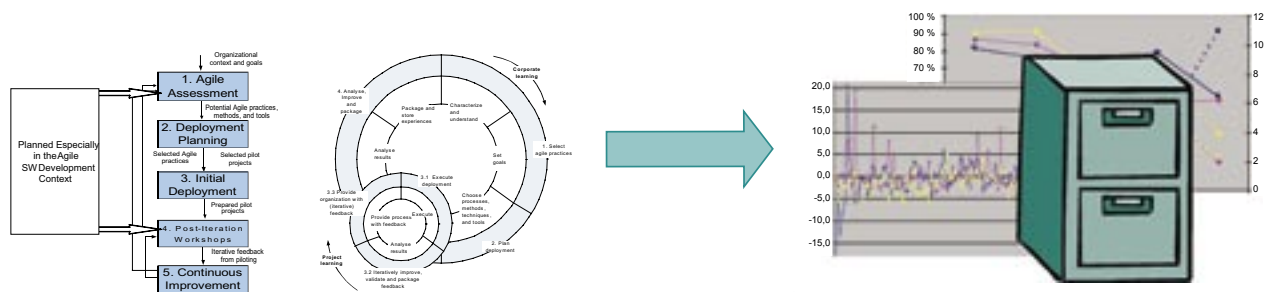 Organizational
context and goals
1. Agile
Assessment
Potential Agile practices,
methods, and tools
2. Deployment
Planning
Selected Agile
practices
Selected pilot
projects
3. Initial
Deployment
Prepared pilot
projects
4. Post-Iteration
Workshops
Iterative feedback
from piloting
5. Continuous
Improvement
Planned Especially
in theAgile
SW Development
Context
Corporate
learning
4. Analyse,
Improve
and
package
Package and
store
experiences
Characterize
and
understand
1. Select
agile practices
Analyse
results
Set
goals
3.1 Execute
deployment
3.3 Provide
organization with
(iterative)
feedback
Choose
processes,
methods,
techniques,
and tools
Provide process
with feedback
Execute
Analyse
results
2. Plan
deployment
Project
learning
3.2 Iteratively improve,
validate and package
feedback
100 %
90 %
80 %
70 %
12
10
8
6
4
2
0
20,0
15,0
10,0
5,0
0,0
-5,0
-10,0
-15,0